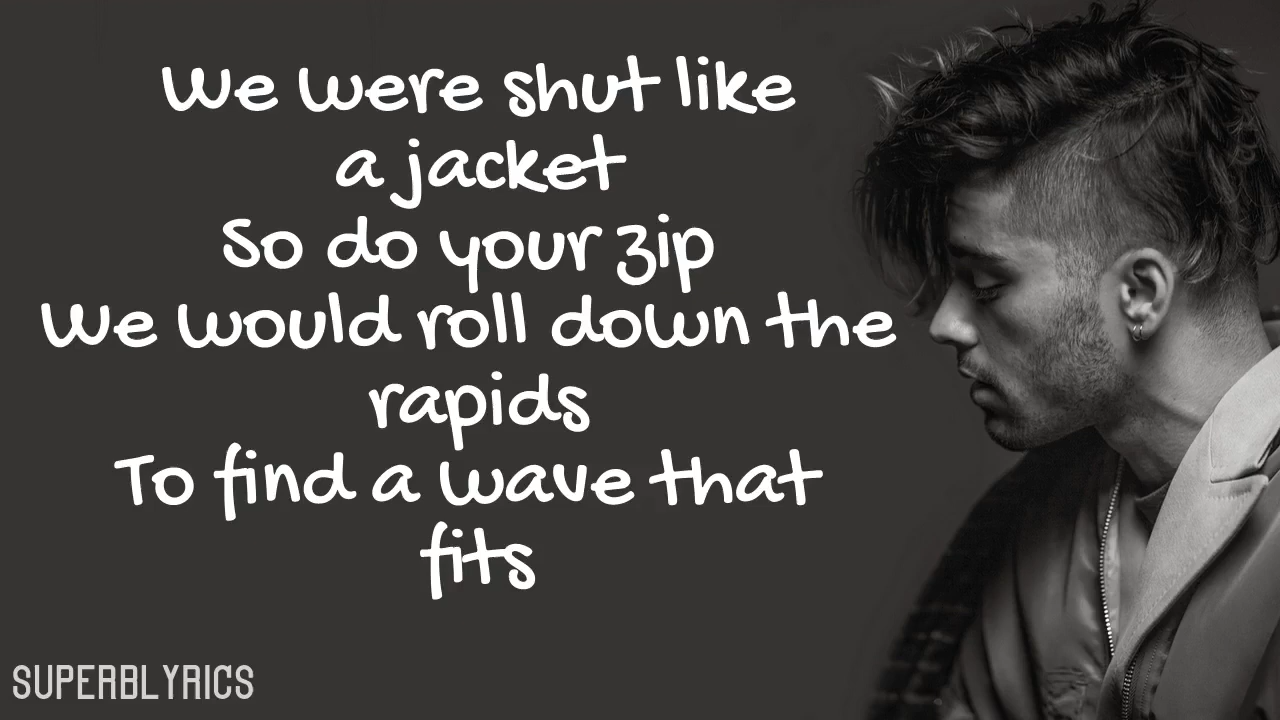 We were shut like
a jacket
So do your zip
We would roll down the
rapids
To find a wave that
fits
SUPERBLYRICS